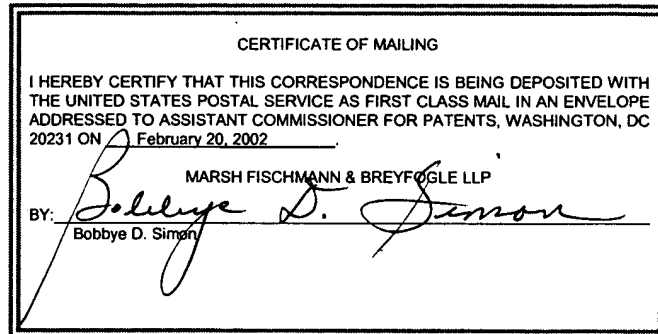 CERTIFICATE OF MAILING
I HEREBY CERTIFY THAT THIS CORRESPONDENCE IS BEING DEPOSITED WITH
THE UNITED STATES POSTAL SERVICE AS FIRST CLASS MAIL IN AN ENVELOPE
ADDRESSED TO ASSISTANT COMMISSIONER FOR PATENTS, WASHINGTON, DC
20231 ON February 20, 2002.
MARSH FISCHMANN & BREYFOGLE LLP
BY: Bobbye D. Simon
Bobbye D. Simon